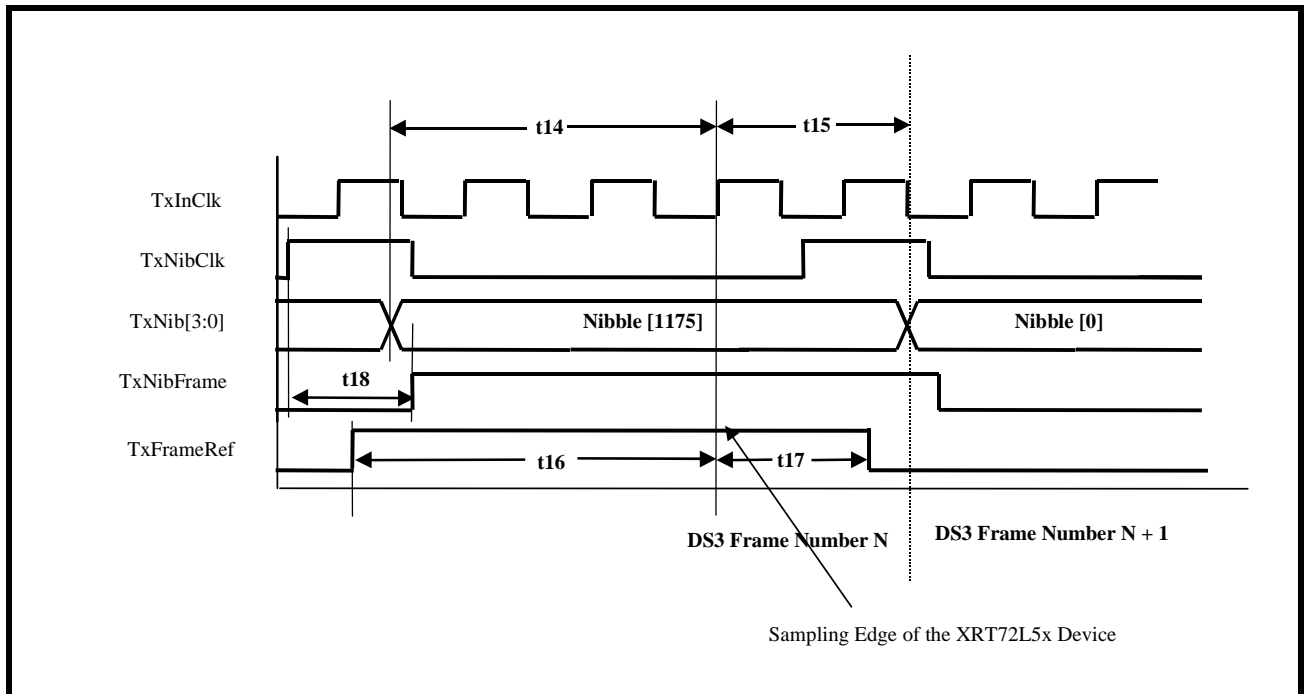 t14
t15
TxInClk
TxNibClk
TxNib[3:0]
Nibble [1175]
Nibble [0]
TxNibFrame
t18
TxFrameRef
t16
t17
DS3 Frame Number N
DS3 Frame Number N + 1
Sampling Edge of the XRT72L5x Device